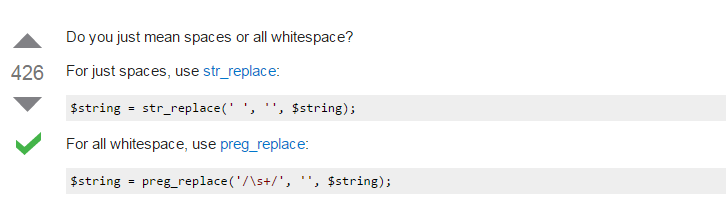 Do you just mean spaces or all whitespace?
426
For just spaces, use str_replace:
$string = str_replace(' ', '', $string);
For all whitespace, use preg_replace:
$string = preg_replace('/\s+/', '', $string);